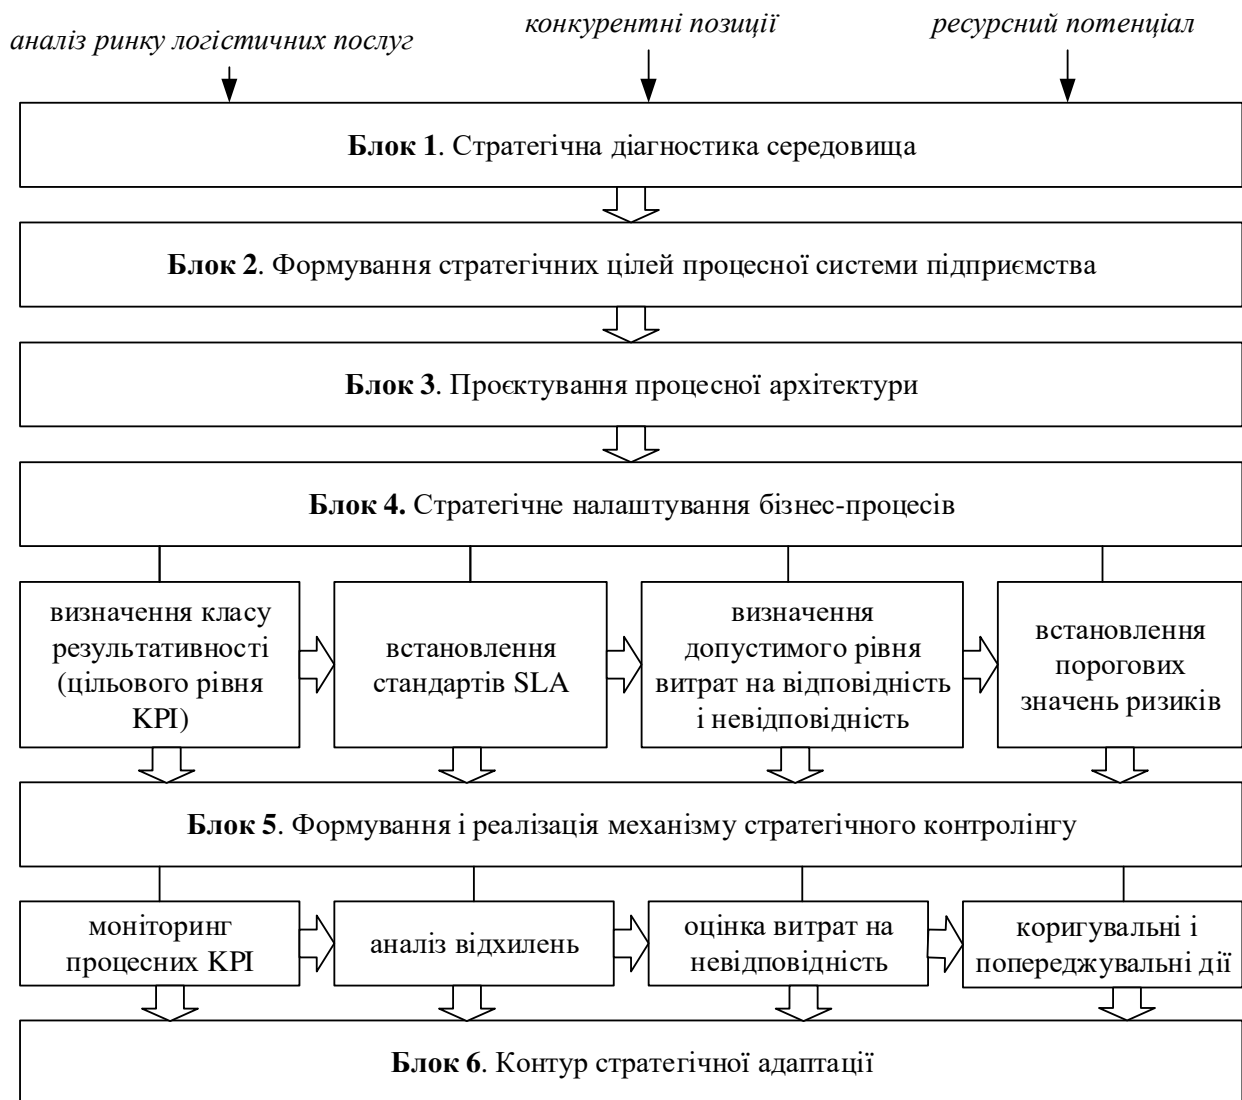 аналіз ринку логістичних послуг
конкурентні позиції
ресурсний потенціал
Блок 1. Стратегічна діагностика середовища
Блок 2. Формування стратегічних цілей процесної системи підприємства
Блок 3. Проєктування процесної архітектури
Блок 4. Стратегічне налаштування бізнес-процесів
визначення класу
результативності
(цільового рівня
KPI)
встановлення
стандартів SLA
визначення
допустимого рівня
витрат на відповідність
і невідповідність
встановлення
порогових
значень ризиків
Блок 5. Формування і реалізація механізму стратегічного контролінгу
моніторинг
процесних KPI
аналіз відхилень
оцінка витрат на
невідповідність
коригувальні і
попереджувальні дії
Блок 6. Контур стратегічної адаптації